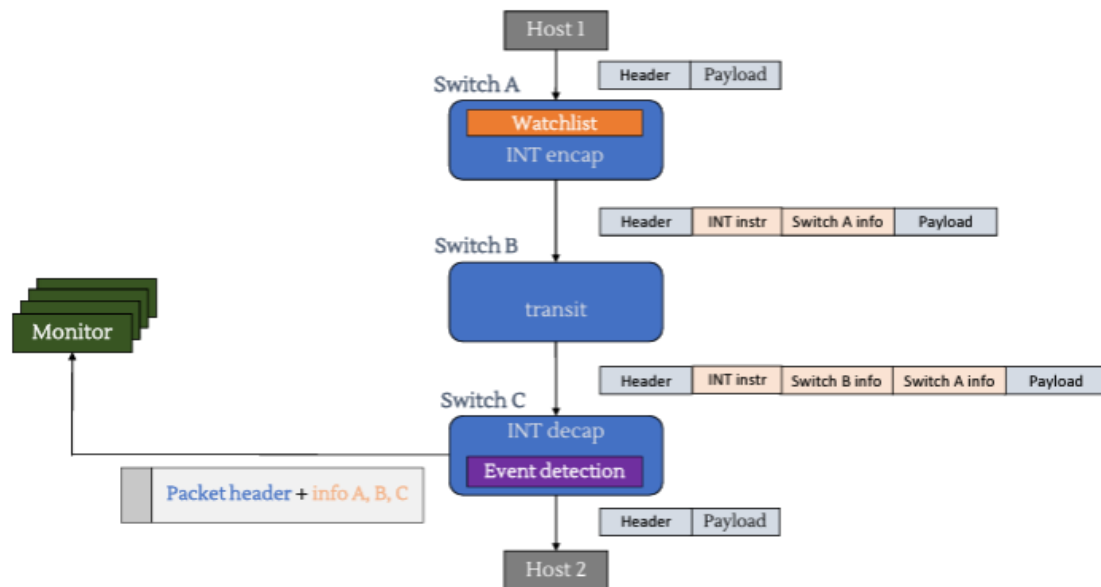 Host 1
Header Payload
Switch A
Watchlist
INT encap
Header INT instr Switch A info Payload
Switch B
transit
Monitor
Header INT instr Switch B info Switch A info Payload
Switch C
INT decap
Event detection
Packet header + info A, B, C
Header Payload
Host 2